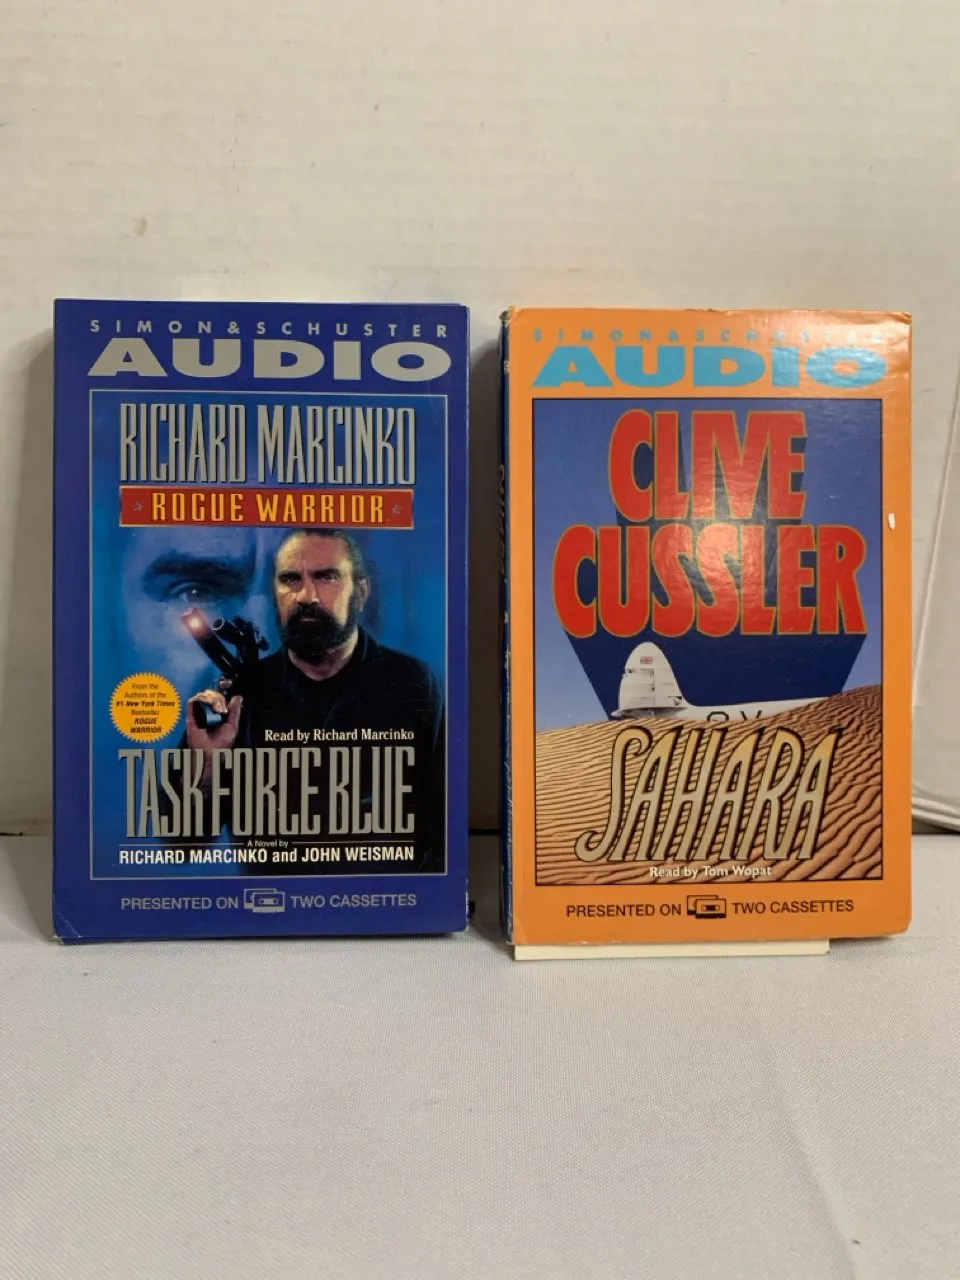 SIMON & SCHUSTER
AUDIO
RICHARD MARCINKO
ROGUE WARRIOR
From the
Authors of the
#1 New York Times
Bestseller
ROGUE
WARRIOR
Read by Richard Marcinko
TASK FORCE BLUE
A Novel by
RICHARD MARCINKO and JOHN WEISMAN
PRESENTED ON TWO CASSETTES
SIMON & SCHUSTER
AUDIO
CLIVE
CUSSLER
SAHARA
Read by Tom Wopat
PRESENTED ON TWO CASSETTES